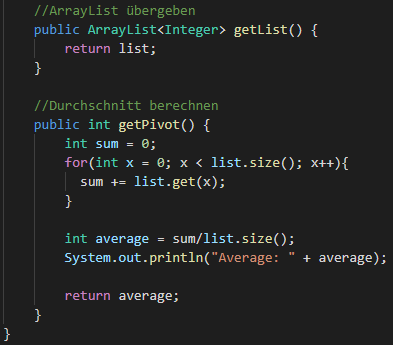 //ArrayList übergeben
public ArrayList<Integer> getList() {
return list;
}
//Durchschnitt berechnen
public int getPivot() {
int sum = 0;
for(int x = 0; x < list.size(); x++){
sum += list.get(x);
}
int average = sum/list.size();
System.out.println("Average: " + average);
return average;
}
}